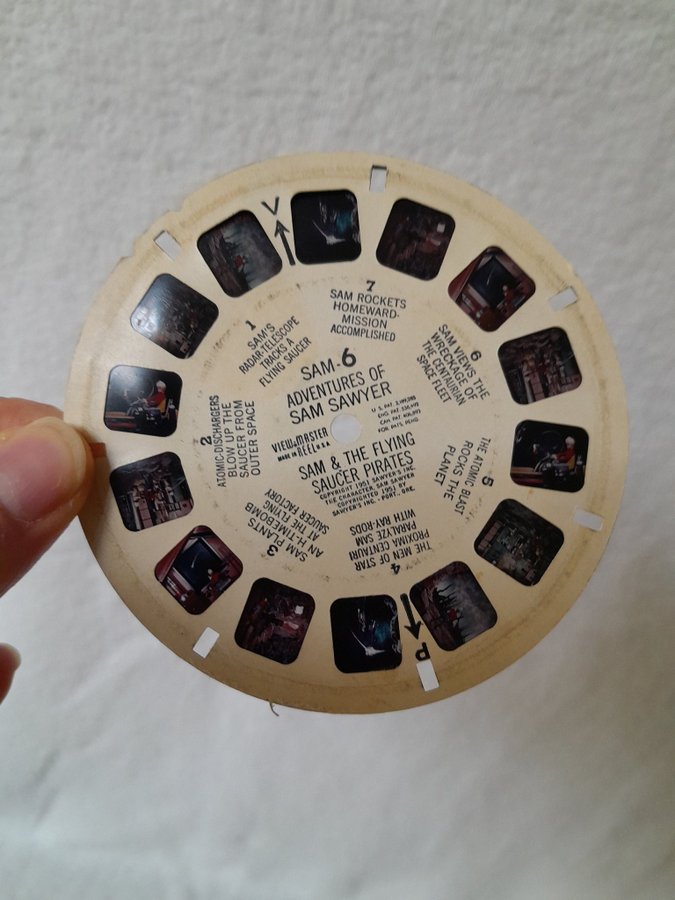 V
SAM-6
ADVENTURES OF
SAM SAWYER
VIEW-MASTER
MADE IN REEL U.S.A.
SAM & THE FLYING
SAUCER PIRATES
COPYRIGHT 1951 SAWYER'S INC.
THE CHARACTER, SAM SAWYER
COPYRIGHTED 1950 BY
SAWYER'S INC. - PORT., ORE.
1
SAM'S
RADAR-TELESCOPE
TRACKS A
FLYING SAUCER
2
ATOMIC-DISCHARGERS
BLOW UP THE
SAUCER FROM
OUTER SPACE
3
SAM PLANTS
AN H-TIMEBOMB
AT THE FLYING
SAUCER FACTORY
4
THE MEN OF STAR
PROXIMA CENTAURI
PARALYZE SAM
WITH RAY-RODS
5
THE ATOMIC BLAST
ROCKS THE
PLANET
6
SAM VIEWS THE
WRECKAGE OF
THE CENTAURIAN
SPACE FLEET
7
SAM ROCKETS
HOMEWARD-
MISSION
ACCOMPLISHED
P